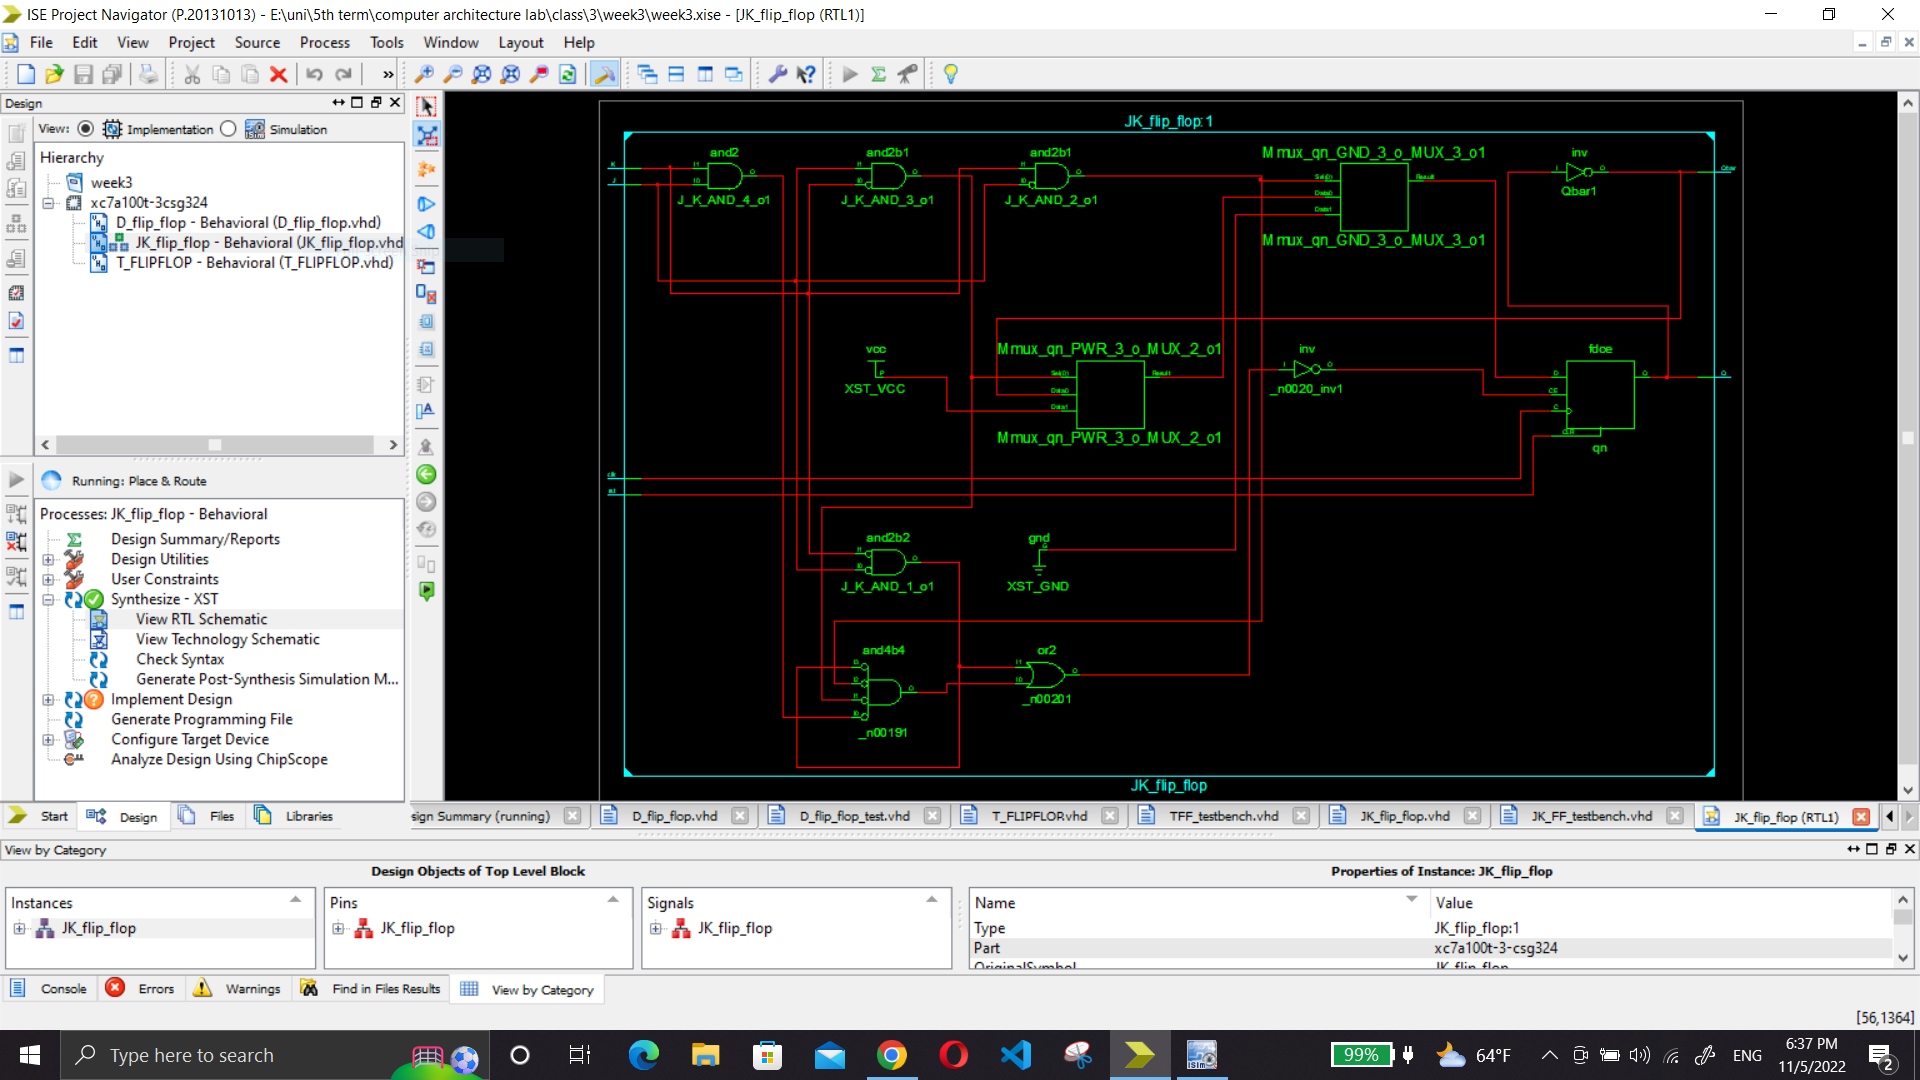 ISE Project Navigator (P.20131013) - E:\uni\5th term\computer architecture lab\class\3\week3\week3.xise - [JK_flip_flop (RTL1)]
File Edit View Project Source Process Tools Window Layout Help
Design
View: Implementation Simulation
Hierarchy
week3
xc7a100t-3csg324
D_flip_flop - Behavioral (D_flip_flop.vhd)
JK_flip_flop - Behavioral (JK_flip_flop.vhd
T_FLIPFLOP - Behavioral (T_FLIPFLOP.vhd)
Running: Place & Route
Processes: JK_flip_flop - Behavioral
Design Summary/Reports
Design Utilities
User Constraints
Synthesize - XST
View RTL Schematic
View Technology Schematic
Check Syntax
Generate Post-Synthesis Simulation M...
Implement Design
Generate Programming File
Configure Target Device
Analyze Design Using ChipScope
Start Design Files Libraries
JK_flip_flop:1
and2 and2b1 and2b1 Mmux_qn_GND_3_o_MUX_3_o1 inv
J_K_AND_4_o1 J_K_AND_3_o1 J_K_AND_2_o1 Qbar1
Mmux_qn_GND_3_o_MUX_3_o1
vcc Mmux_qn_PWR_3_o_MUX_2_o1 inv fdce
XST_VCC _n0020_inv1
Mmux_qn_PWR_3_o_MUX_2_o1 qn
and2b2 gnd
J_K_AND_1_o1 XST_GND
and4b4 or2
_n00191 _n00201
JK_flip_flop
sign Summary (running) D_flip_flop.vhd D_flip_flop_test.vhd T_FLIPFLOP.vhd TFF_testbench.vhd JK_flip_flop.vhd JK_FF_testbench.vhd JK_flip_flop (RTL1)
View by Category
Design Objects of Top Level Block Properties of Instance: JK_flip_flop
Instances Pins Signals Name Value
JK_flip_flop JK_flip_flop JK_flip_flop Type JK_flip_flop:1
Part xc7a100t-3-csg324
Console Errors Warnings Find in Files Results View by Category
[56,1364]
Type here to search
99% 64°F ENG 6:37 PM
11/5/2022
2